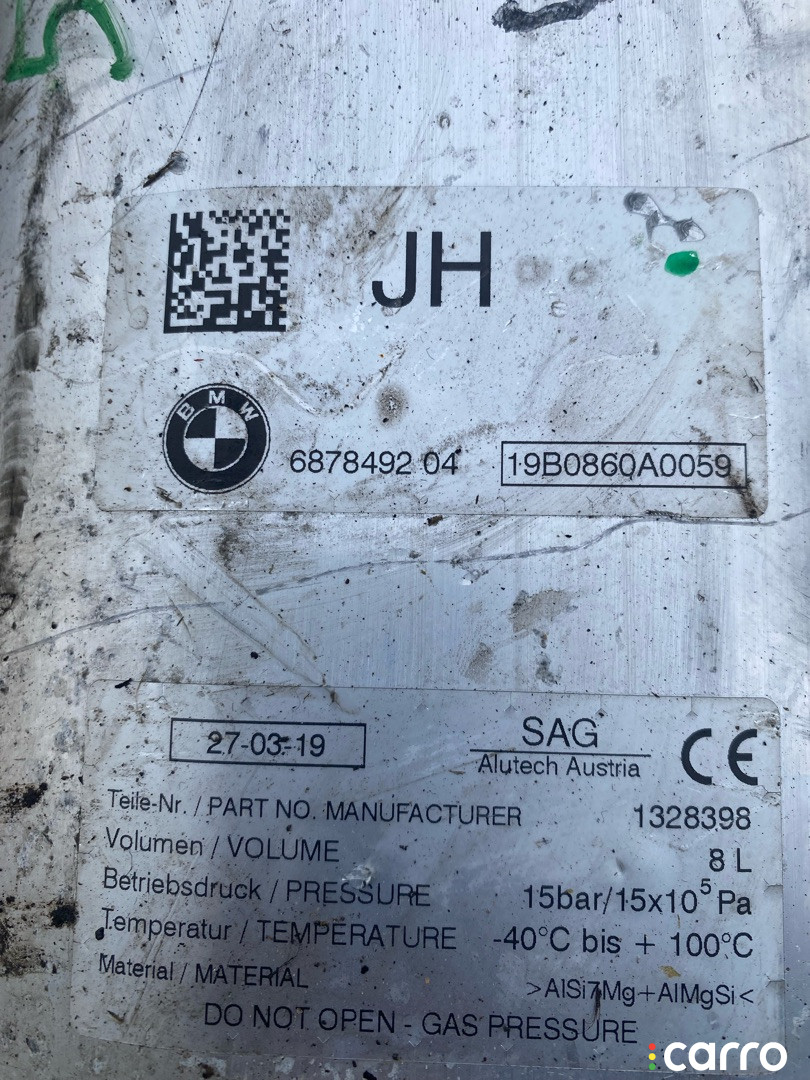 JH
BMW
6878492 04 19B0860A0059
27-03-19
SAG
Alutech Austria
CE
Teile-Nr. / PART NO. MANUFACTURER 1328398
Volumen / VOLUME 8 L
Betriebsdruck / PRESSURE 15bar/15x10⁵ Pa
Temperatur / TEMPERATURE -40°C bis + 100°C
Material / MATERIAL >AlSi7Mg+AlMgSi<
DO NOT OPEN - GAS PRESSURE
carro